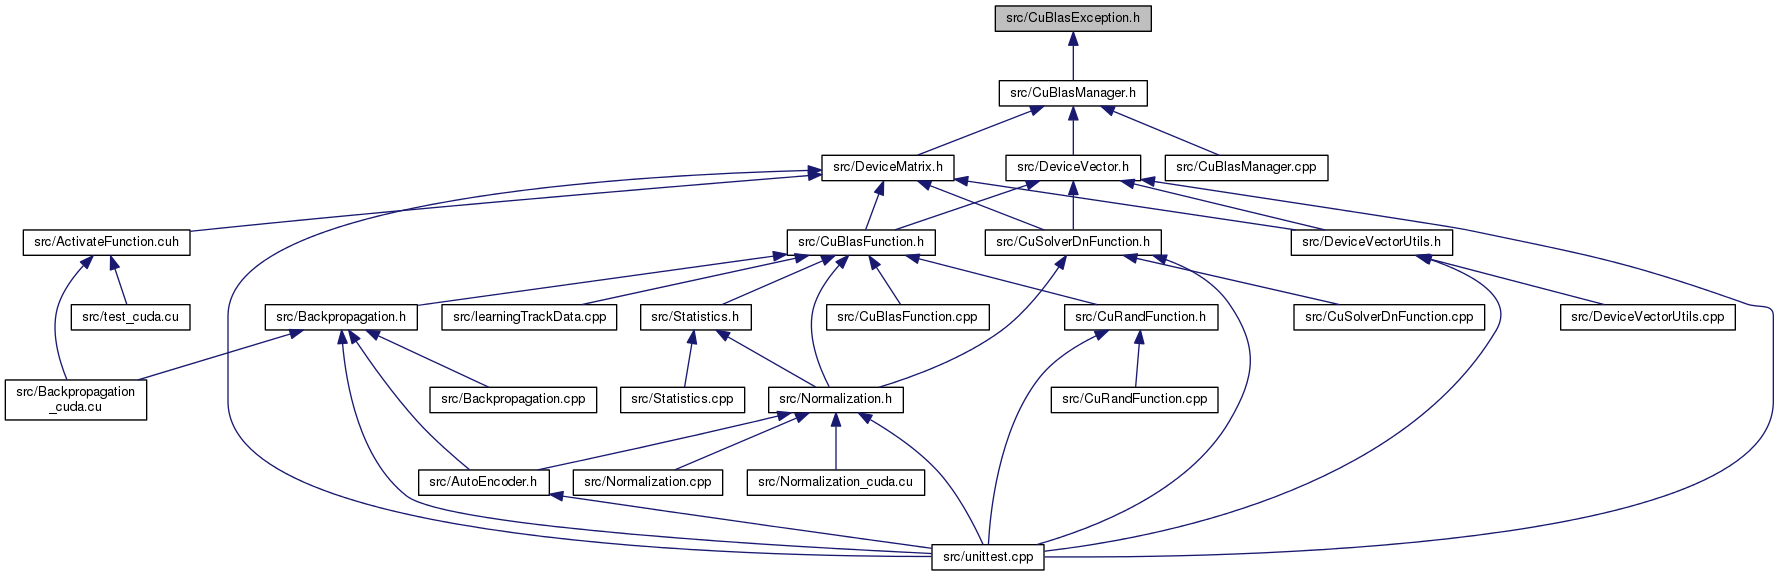 src/CuBlasException.h
src/CuBlasManager.h
src/DeviceMatrix.h
src/DeviceVector.h
src/CuBlasManager.cpp
src/ActivateFunction.cuh
src/CuBlasFunction.h
src/CuSolverDnFunction.h
src/DeviceVectorUtils.h
src/test_cuda.cu
src/Backpropagation.h
src/learningTrackData.cpp
src/Statistics.h
src/CuBlasFunction.cpp
src/CuRandFunction.h
src/CuSolverDnFunction.cpp
src/DeviceVectorUtils.cpp
src/Backpropagation
_cuda.cu
src/Backpropagation.cpp
src/Statistics.cpp
src/Normalization.h
src/CuRandFunction.cpp
src/AutoEncoder.h
src/Normalization.cpp
src/Normalization_cuda.cu
src/unittest.cpp